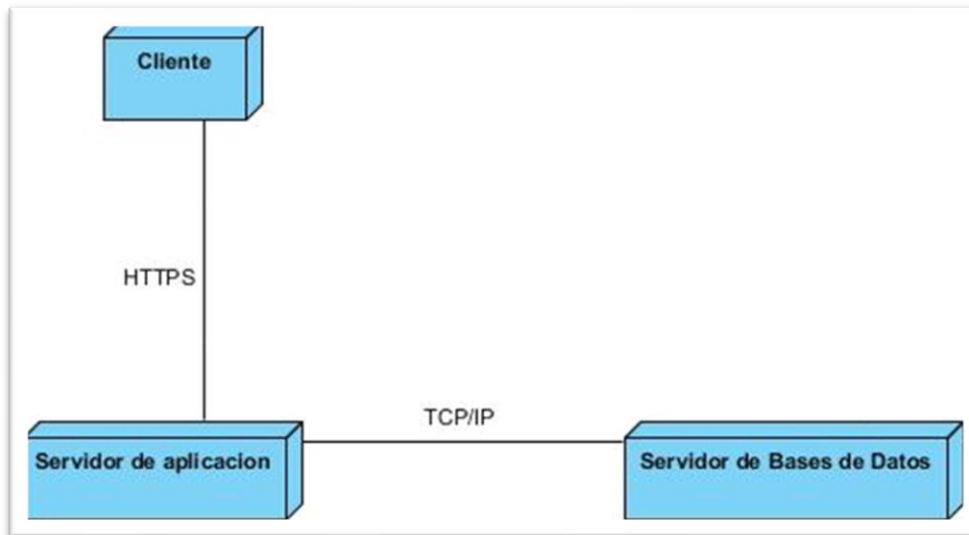 Cliente
HTTPS
TCP/IP
Servidor de aplicacion
Servidor de Bases de Datos